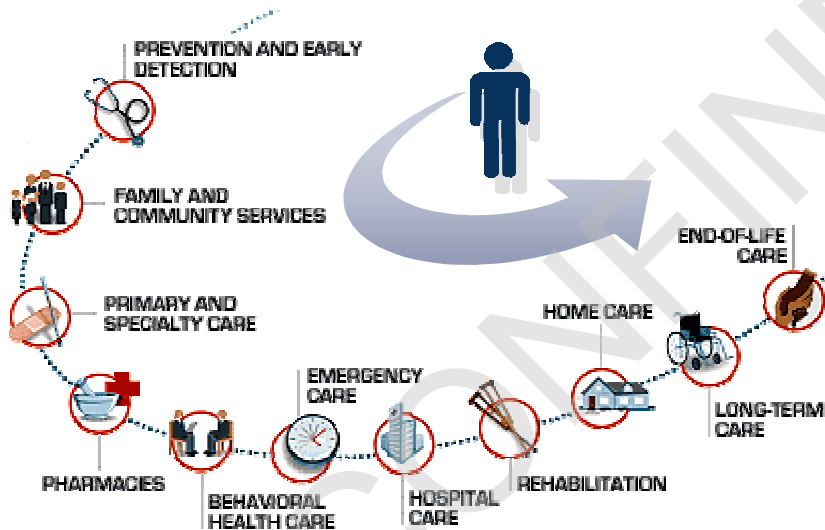 PREVENTION AND EARLY
DETECTION
FAMILY AND
COMMUNITY SERVICES
PRIMARY AND
SPECIALTY CARE
PHARMACIES
BEHAVIORAL
HEALTH CARE
EMERGENCY
CARE
HOSPITAL
CARE
REHABILITATION
HOME CARE
LONG-TERM
CARE
END-OF-LIFE
CARE
CONFIN